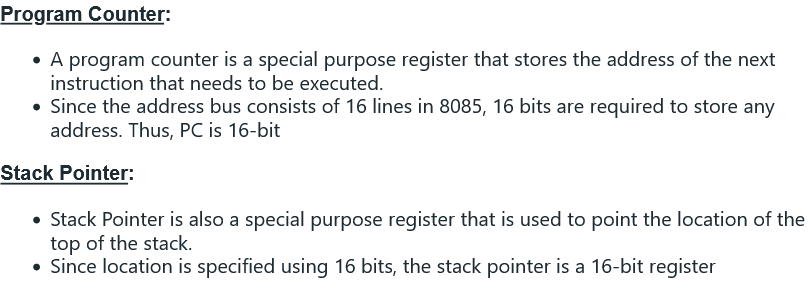 Program Counter:
• A program counter is a special purpose register that stores the address of the next
instruction that needs to be executed.
• Since the address bus consists of 16 lines in 8085, 16 bits are required to store any
address. Thus, PC is 16-bit
Stack Pointer:
• Stack Pointer is also a special purpose register that is used to point the location of the
top of the stack.
• Since location is specified using 16 bits, the stack pointer is a 16-bit register